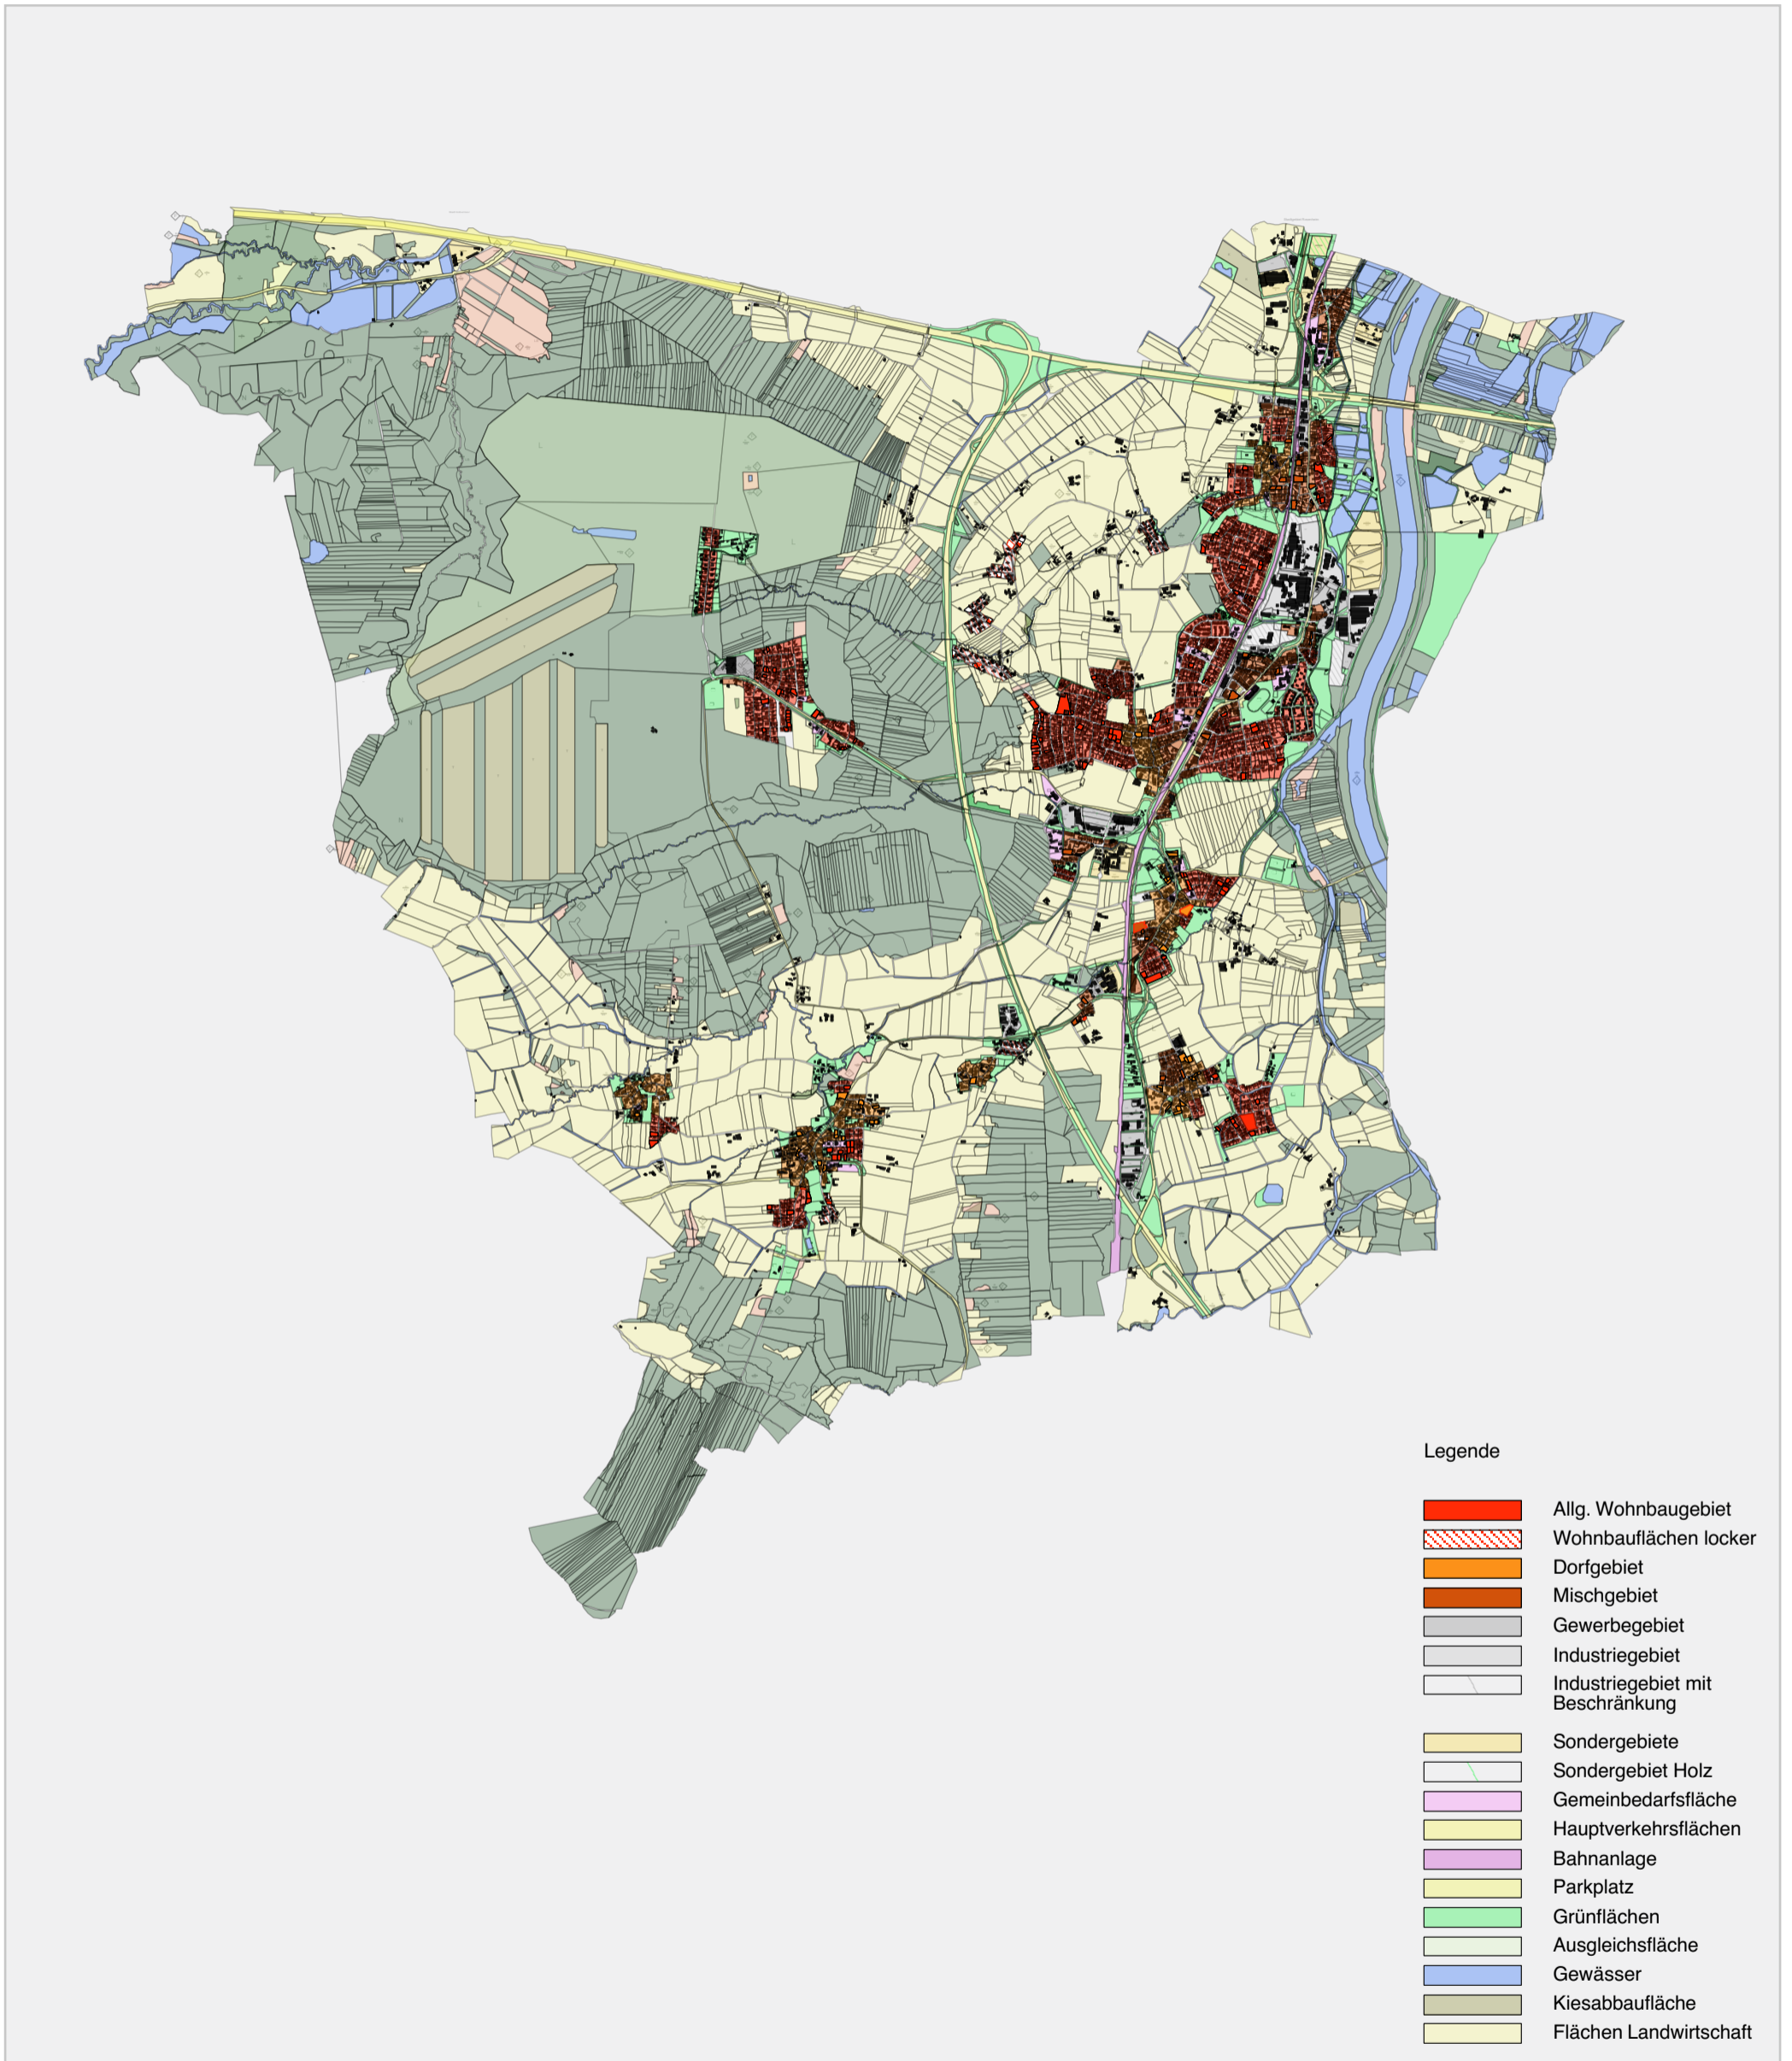 Legende
Allg. Wohnbaugebiet
Wohnbauflächen locker
Dorfgebiet
Mischgebiet
Gewerbegebiet
Industriegebiet
Industriegebiet mit
Beschränkung
Sondergebiete
Sondergebiet Holz
Gemeinbedarfsfläche
Hauptverkehrsflächen
Bahnanlage
Parkplatz
Grünflächen
Ausgleichsfläche
Gewässer
Kiesabbaufläche
Flächen Landwirtschaft